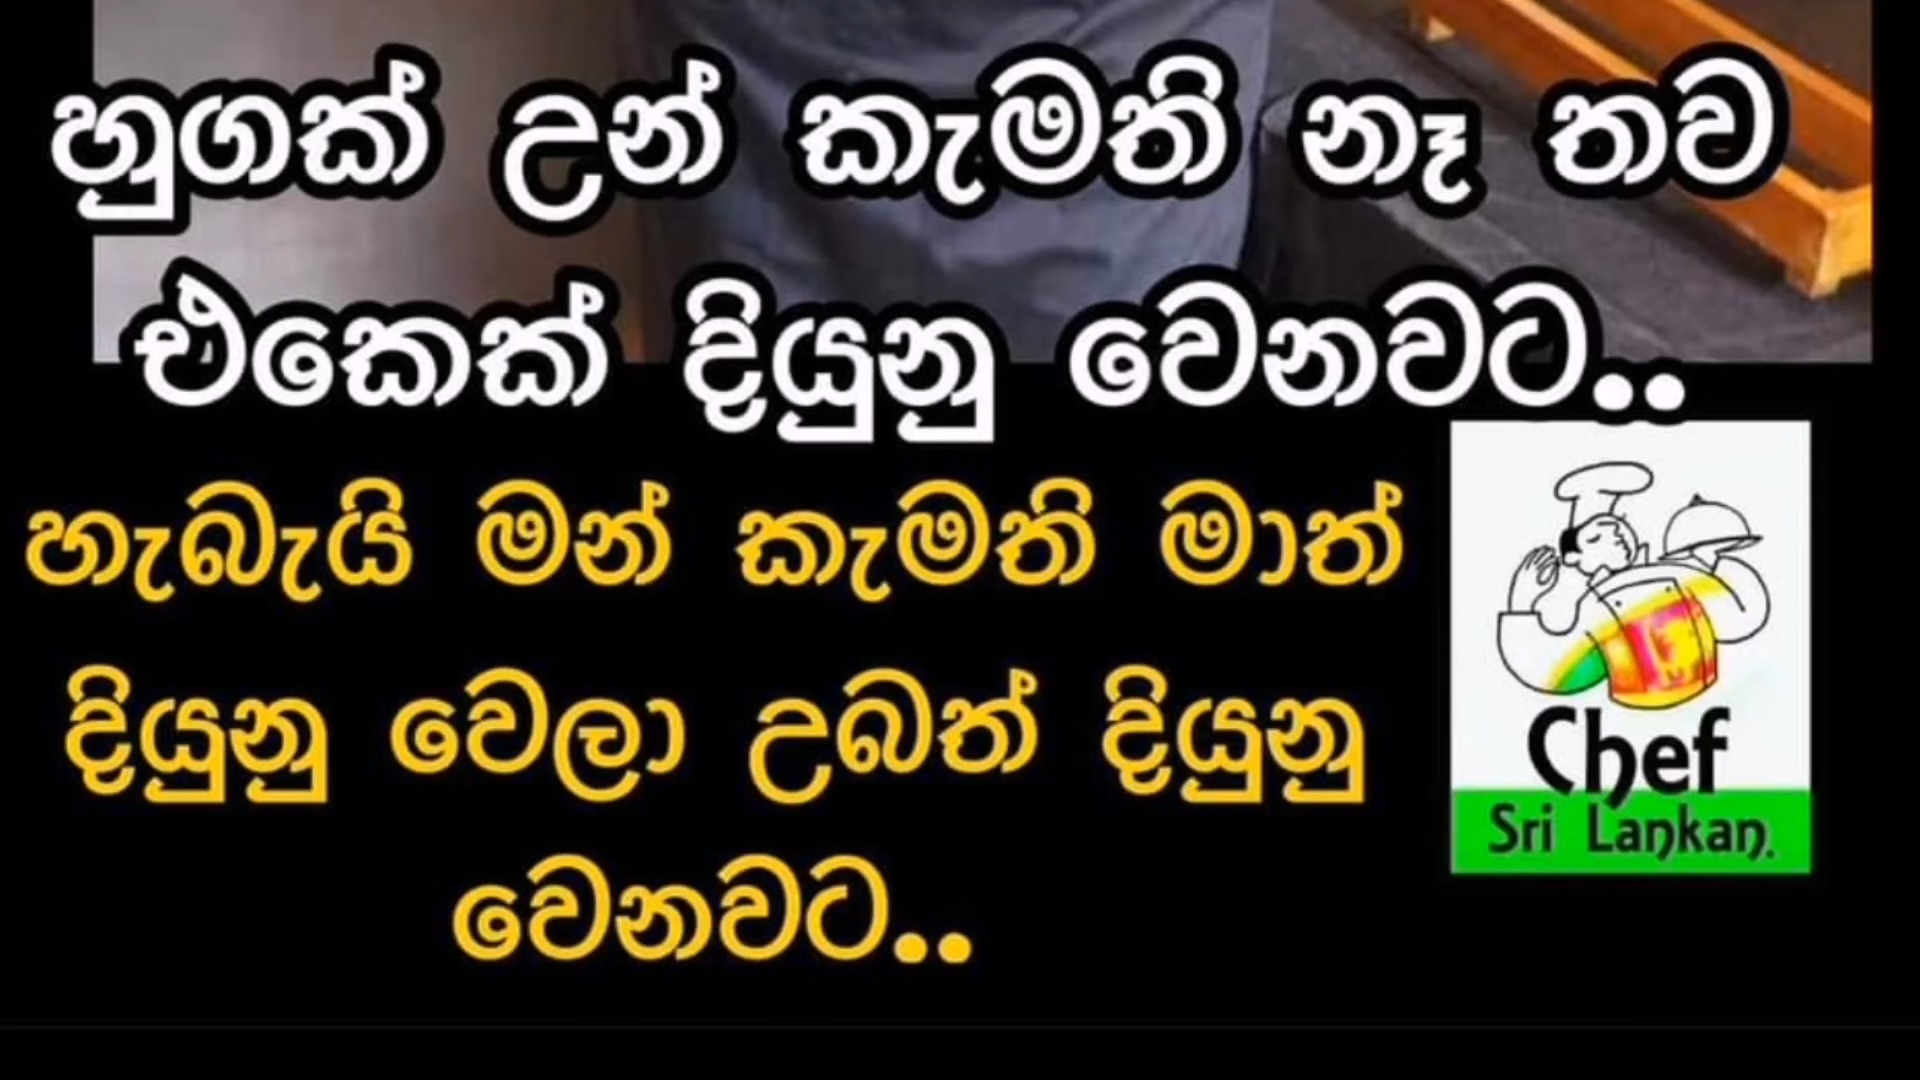 හුගක් උන් කැමති නෑ තව
එකෙක් දියුනු වෙනවට..
හැබැයි මන් කැමති මාත්
දියුනු වෙලා උබත් දියුනු
වෙනවට..
Chef
Sri Lankan.